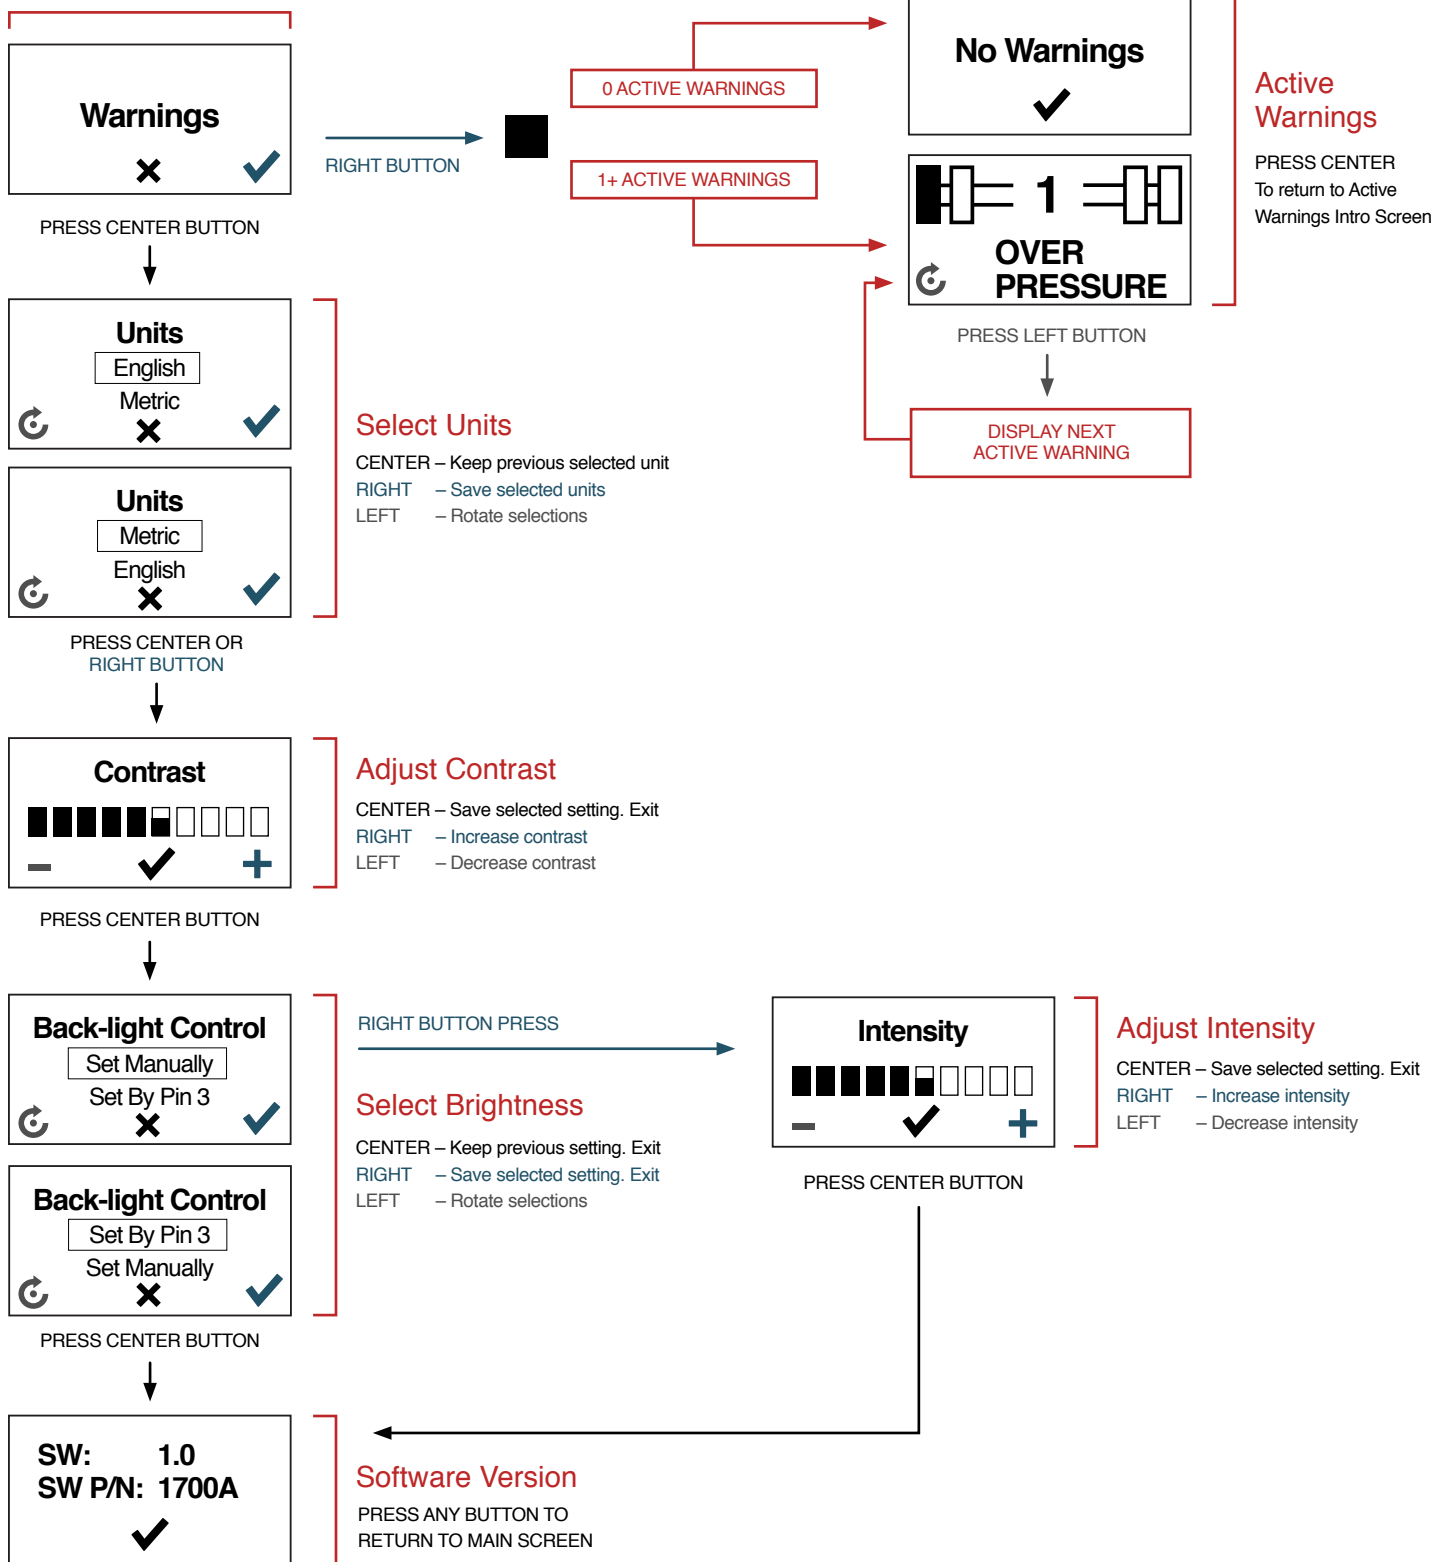 Warnings
RIGHT BUTTON
0 ACTIVE WARNINGS
1+ ACTIVE WARNINGS
No Warnings
1
OVER
PRESSURE
Active
Warnings
PRESS CENTER
To return to Active
Warnings Intro Screen
PRESS LEFT BUTTON
DISPLAY NEXT
ACTIVE WARNING
PRESS CENTER BUTTON
Units
English
Metric
Units
Metric
English
Select Units
CENTER – Keep previous selected unit
RIGHT – Save selected units
LEFT – Rotate selections
PRESS CENTER OR
RIGHT BUTTON
Contrast
Adjust Contrast
CENTER – Save selected setting. Exit
RIGHT – Increase contrast
LEFT – Decrease contrast
PRESS CENTER BUTTON
Back-light Control
Set Manually
Set By Pin 3
Back-light Control
Set By Pin 3
Set Manually
RIGHT BUTTON PRESS
Select Brightness
CENTER – Keep previous setting. Exit
RIGHT – Save selected setting. Exit
LEFT – Rotate selections
Intensity
Adjust Intensity
CENTER – Save selected setting. Exit
RIGHT – Increase intensity
LEFT – Decrease intensity
PRESS CENTER BUTTON
PRESS CENTER BUTTON
SW: 1.0
SW P/N: 1700A
Software Version
PRESS ANY BUTTON TO
RETURN TO MAIN SCREEN